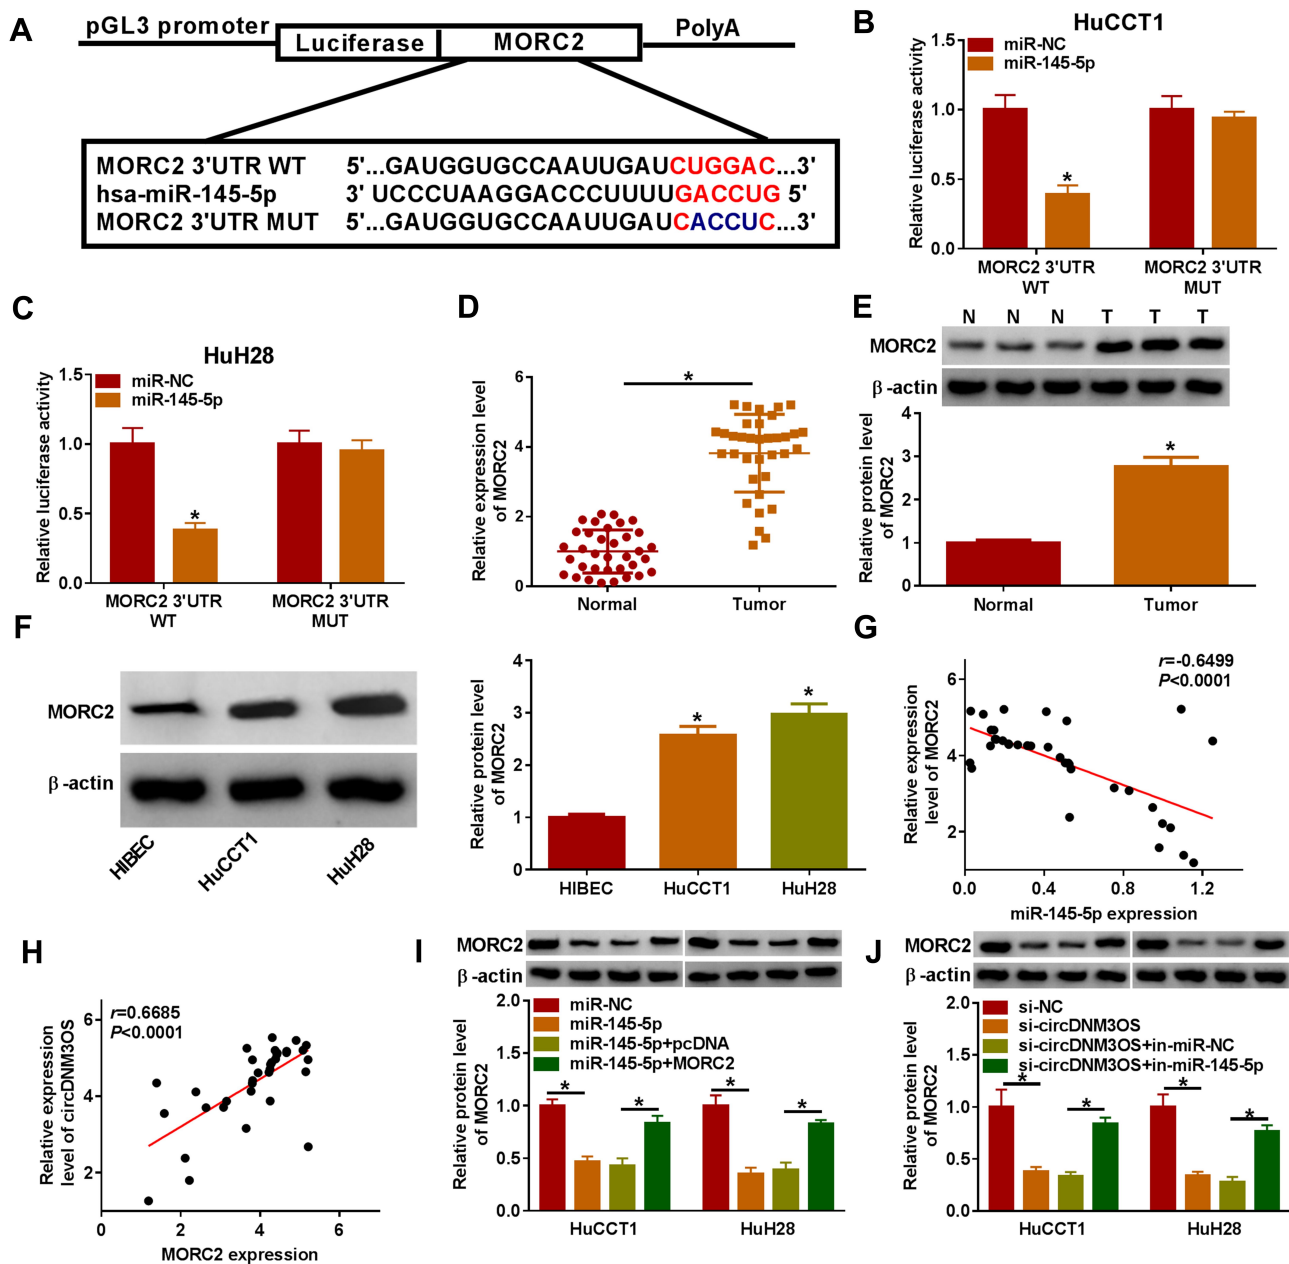 A
pGL3 promoter
Luciferase
MORC2
PolyA
MORC2 3'UTR WT 5'...GAUGGUGCCAAUUGAUCUGGAC...3'
hsa-miR-145-5p 3' UCCCUAAGGACCCUUUUGACCUG 5'
MORC2 3'UTR MUT 5'...GAUGGUGCCAAUUGAUCACCUC...3'
B
HuCCT1
miR-NC
miR-145-5p
Relative luciferase activity
1.5
1.0
0.5
0.0
*
MORC2 3'UTR
WT
MORC2 3'UTR
MUT
C
HuH28
miR-NC
miR-145-5p
Relative luciferase activity
1.5
1.0
0.5
0.0
*
MORC2 3'UTR
WT
MORC2 3'UTR
MUT
D
Relative expression level
of MORC2
6
4
2
0
*
Normal
Tumor
E
N N N T T T
MORC2
β-actin
Relative protein level
of MORC2
4
3
2
1
0
*
Normal
Tumor
F
MORC2
β-actin
HIBEC
HuCCT1
HuH28
Relative protein level
of MORC2
4
3
2
1
0
*
*
HIBEC
HuCCT1
HuH28
G
r=-0.6499
P<0.0001
Relative expression
level of MORC2
6
4
2
0.0 0.4 0.8 1.2
miR-145-5p expression
H
r=0.6685
P<0.0001
Relative expression
level of circDNM3OS
6
4
2
0 2 4 6
MORC2 expression
I
MORC2
β-actin
miR-NC
miR-145-5p
miR-145-5p+pcDNA
miR-145-5p+MORC2
Relative protein level
of MORC2
2.0
1.5
1.0
0.5
0.0
* * * *
HuCCT1
HuH28
J
MORC2
β-actin
si-NC
si-circDNM3OS
si-circDNM3OS+in-miR-NC
si-circDNM3OS+in-miR-145-5p
Relative protein level
of MORC2
2.0
1.5
1.0
0.5
0.0
* * * *
HuCCT1
HuH28